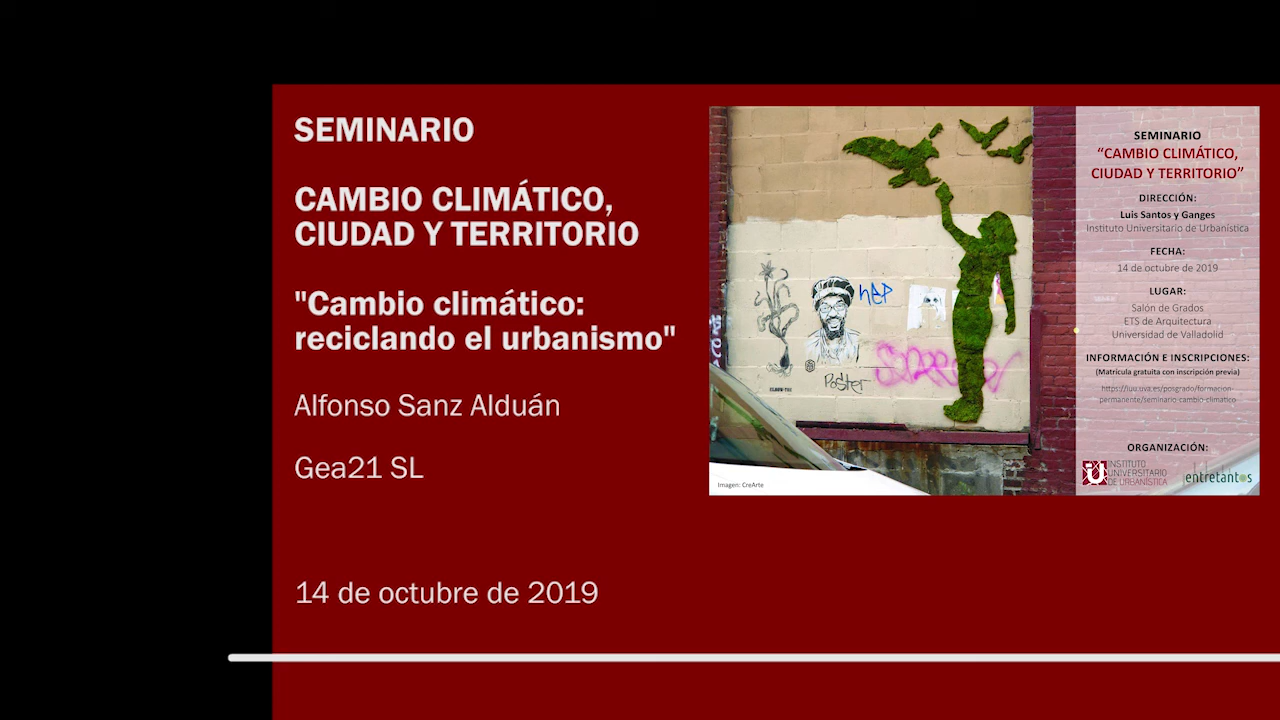 SEMINARIO
CAMBIO CLIMÁTICO,
CIUDAD Y TERRITORIO
"Cambio climático:
reciclando el urbanismo"
Alfonso Sanz Alduán
Gea21 SL
14 de octubre de 2019
hEP
Poster
Imagen: CreArte
SEMINARIO
“CAMBIO CLIMÁTICO,
CIUDAD Y TERRITORIO”
DIRECCIÓN:
Luis Santos y Ganges
Instituto Universitario de Urbanística
FECHA:
14 de octubre de 2019
LUGAR:
Salón de Grados
ETS de Arquitectura
Universidad de Valladolid
INFORMACIÓN E INSCRIPCIONES:
(Matrícula gratuita con inscripción previa)
https://iuu.uva.es/posgrado/formacion-
permanente/seminario-cambio-climatico
ORGANIZACIÓN:
INSTITUTO
UNIVERSITARIO
DE URBANÍSTICA
entretantos